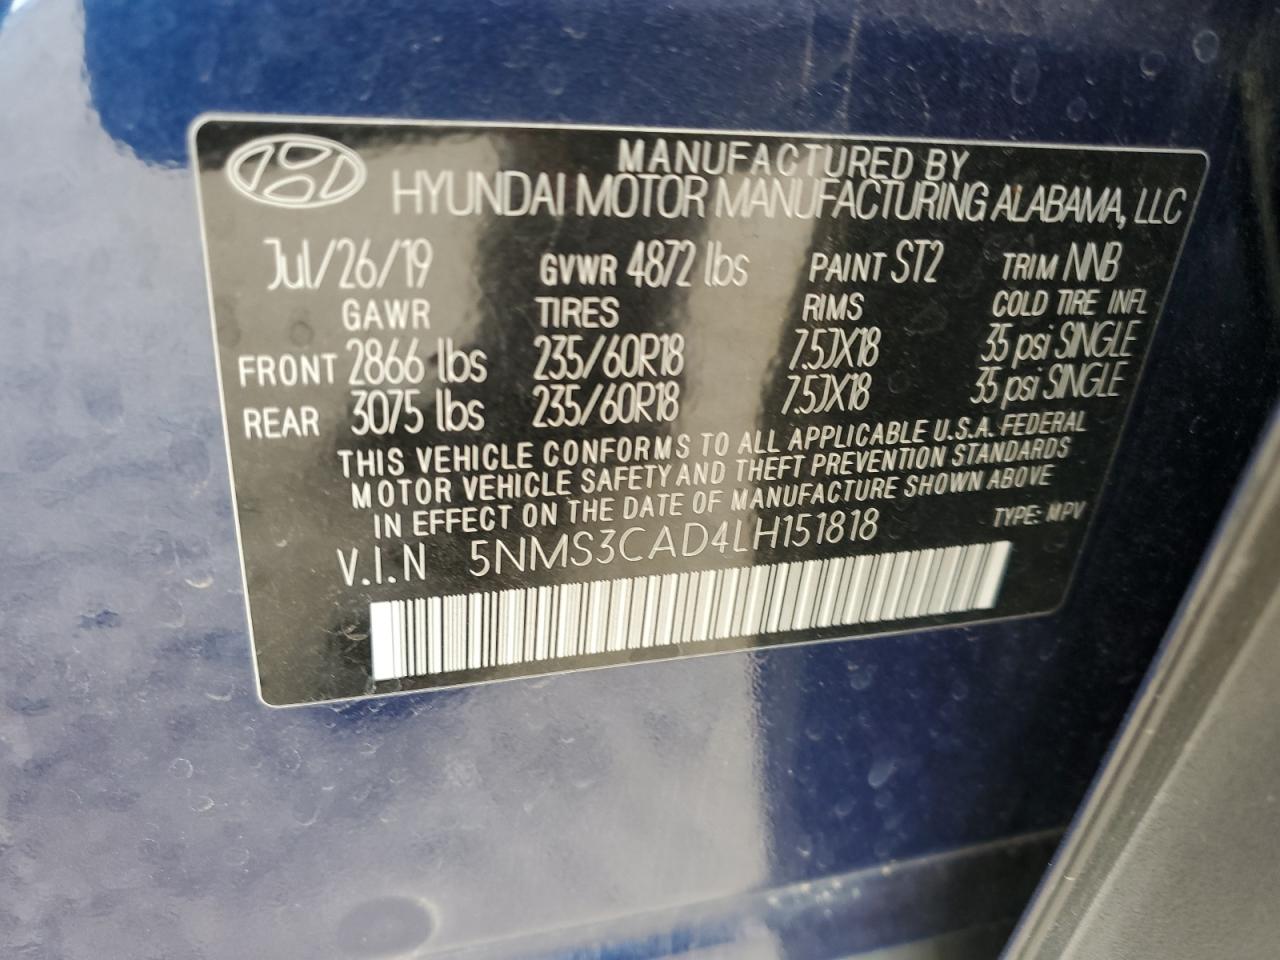 MANUFACTURED BY
HYUNDAI MOTOR MANUFACTURING ALABAMA, LLC
Jul/26/19 GVWR 4872 lbs PAINT ST2 TRIM NNB
GAWR TIRES RIMS COLD TIRE INFL
FRONT 2866 lbs 235/60R18 7.5JX18 35 psi SINGLE
REAR 3075 lbs 235/60R18 7.5JX18 35 psi SINGLE
THIS VEHICLE CONFORMS TO ALL APPLICABLE U.S.A. FEDERAL
MOTOR VEHICLE SAFETY AND THEFT PREVENTION STANDARDS
IN EFFECT ON THE DATE OF MANUFACTURE SHOWN ABOVE
V.I.N 5NMS3CAD4LH151818 TYPE: MPV